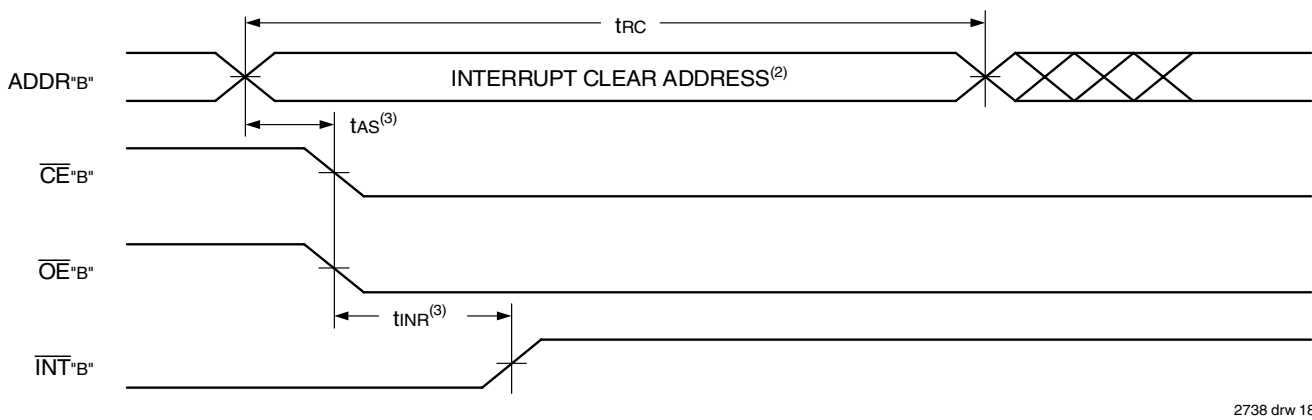 tRC
ADDR"B"
INTERRUPT CLEAR ADDRESS(2)
tAS(3)
CE"B"
OE"B"
tINR(3)
INT"B"
2738 drw 18